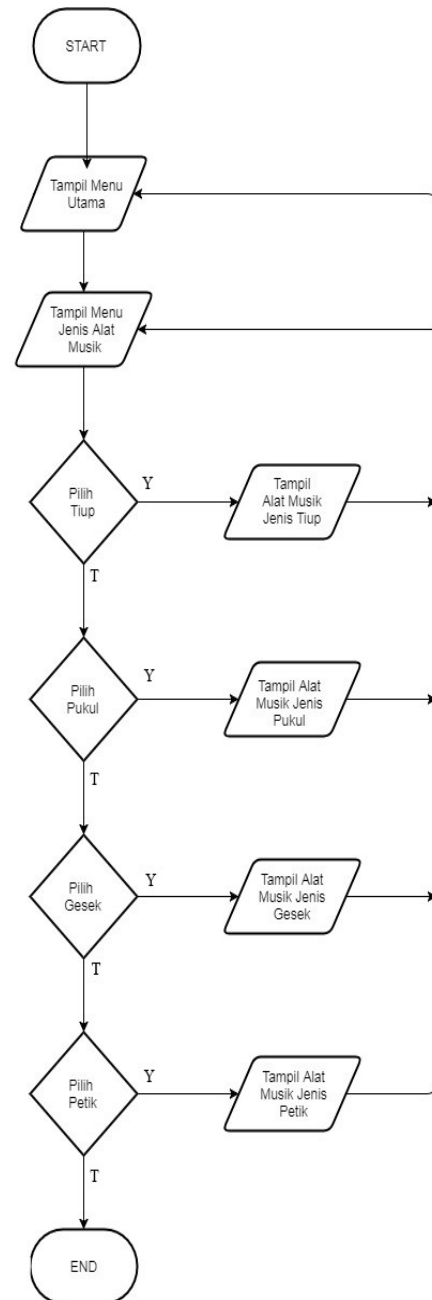 START
Tampil Menu
Utama
Tampil Menu
Jenis Alat
Musik
Pilih
Tiup
Y
Tampil
Alat Musik
Jenis Tiup
T
Pilih
Pukul
Y
Tampil Alat
Musik Jenis
Pukul
T
Pilih
Gesek
Y
Tampil Alat
Musik Jenis
Gesek
T
Pilih
Petik
Y
Tampil Alat
Musik Jenis
Petik
T
END